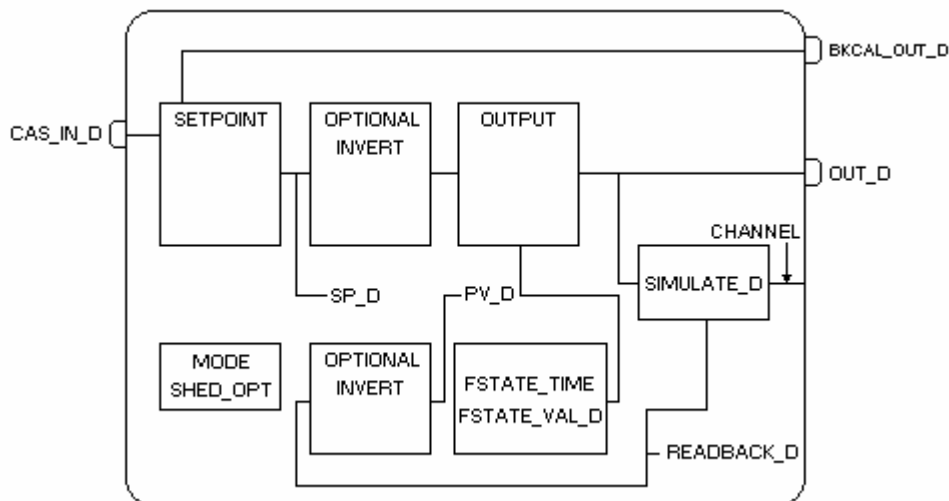 BKCAL_OUT_D
CAS_IN_D
SETPOINT
OPTIONAL
INVERT
OUTPUT
OUT_D
CHANNEL
SIMULATE_D
SP_D
PV_D
MODE
SHED_OPT
OPTIONAL
INVERT
FSTATE_TIME
FSTATE_VAL_D
READBACK_D